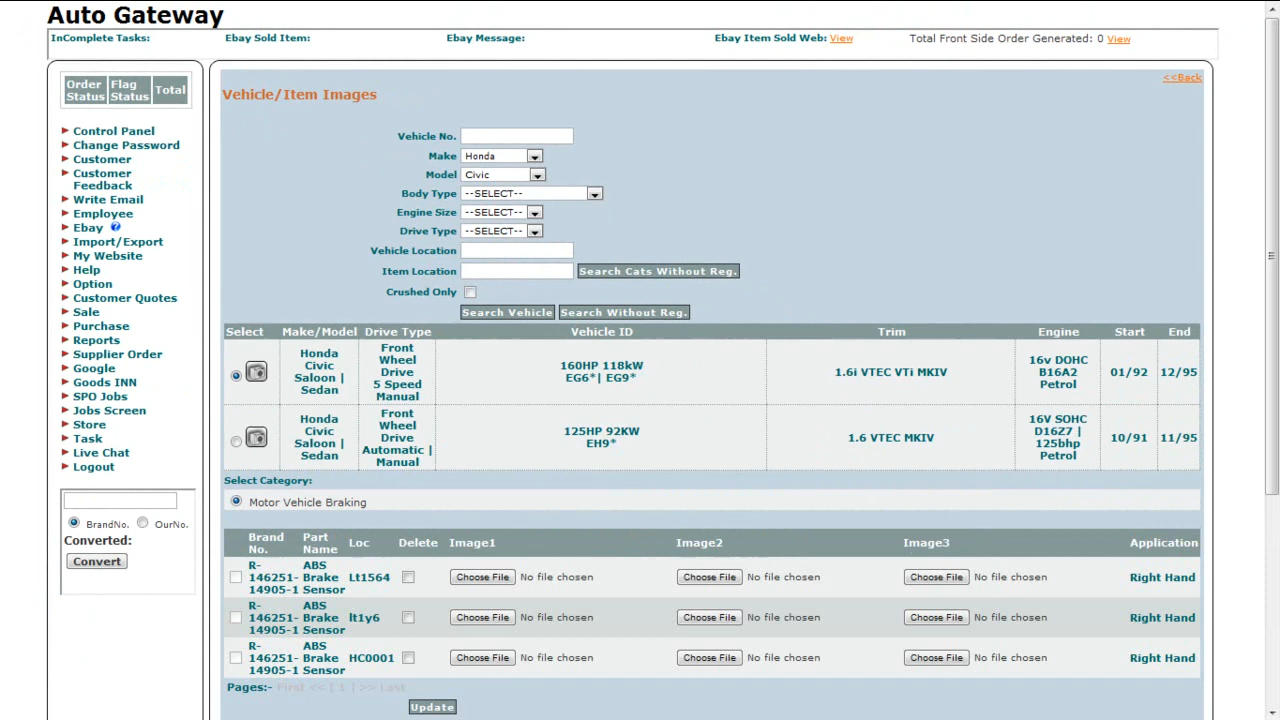 Auto Gateway
InComplete Tasks: Ebay Sold Item: Ebay Message: Ebay Item Sold Web: View Total Front Side Order Generated: 0 View
Order Status Flag Status Total
Control Panel
Change Password
Customer
Customer
Feedback
Write Email
Employee
Ebay ?
Import/Export
My Website
Help
Option
Customer Quotes
Sale
Purchase
Reports
Supplier Order
Google
Goods INN
SPO Jobs
Jobs Screen
Store
Task
Live Chat
Logout
BrandNo. OurNo.
Converted:
Convert
<<Back
Vehicle/Item Images
Vehicle No.
Make Honda
Model Civic
Body Type --SELECT--
Engine Size --SELECT--
Drive Type --SELECT--
Vehicle Location
Item Location Search Cats Without Reg.
Crushed Only
Search Vehicle Search Without Reg.
Select Make/Model Drive Type Vehicle ID Trim Engine Start End
Honda Civic Saloon | Sedan Front Wheel Drive 5 Speed Manual 160HP 118kW EG6*| EG9* 1.6i VTEC VTi MKIV 16v DOHC B16A2 Petrol 01/92 12/95
Honda Civic Saloon | Sedan Front Wheel Drive Automatic | Manual 125HP 92KW EH9* 1.6 VTEC MKIV 16V SOHC D16Z7 | 125bhp Petrol 10/91 11/95
Select Category:
Motor Vehicle Braking
Brand No. Part Name Loc Delete Image1 Image2 Image3 Application
R-146251-14905-1 ABS Brake Sensor Lt1564 Choose File No file chosen Choose File No file chosen Choose File No file chosen Right Hand
R-146251-14905-1 ABS Brake Sensor lt1y6 Choose File No file chosen Choose File No file chosen Choose File No file chosen Right Hand
R-146251-14905-1 ABS Brake Sensor HC0001 Choose File No file chosen Choose File No file chosen Choose File No file chosen Right Hand
Pages:- First << [ 1 ] >> Last
Update